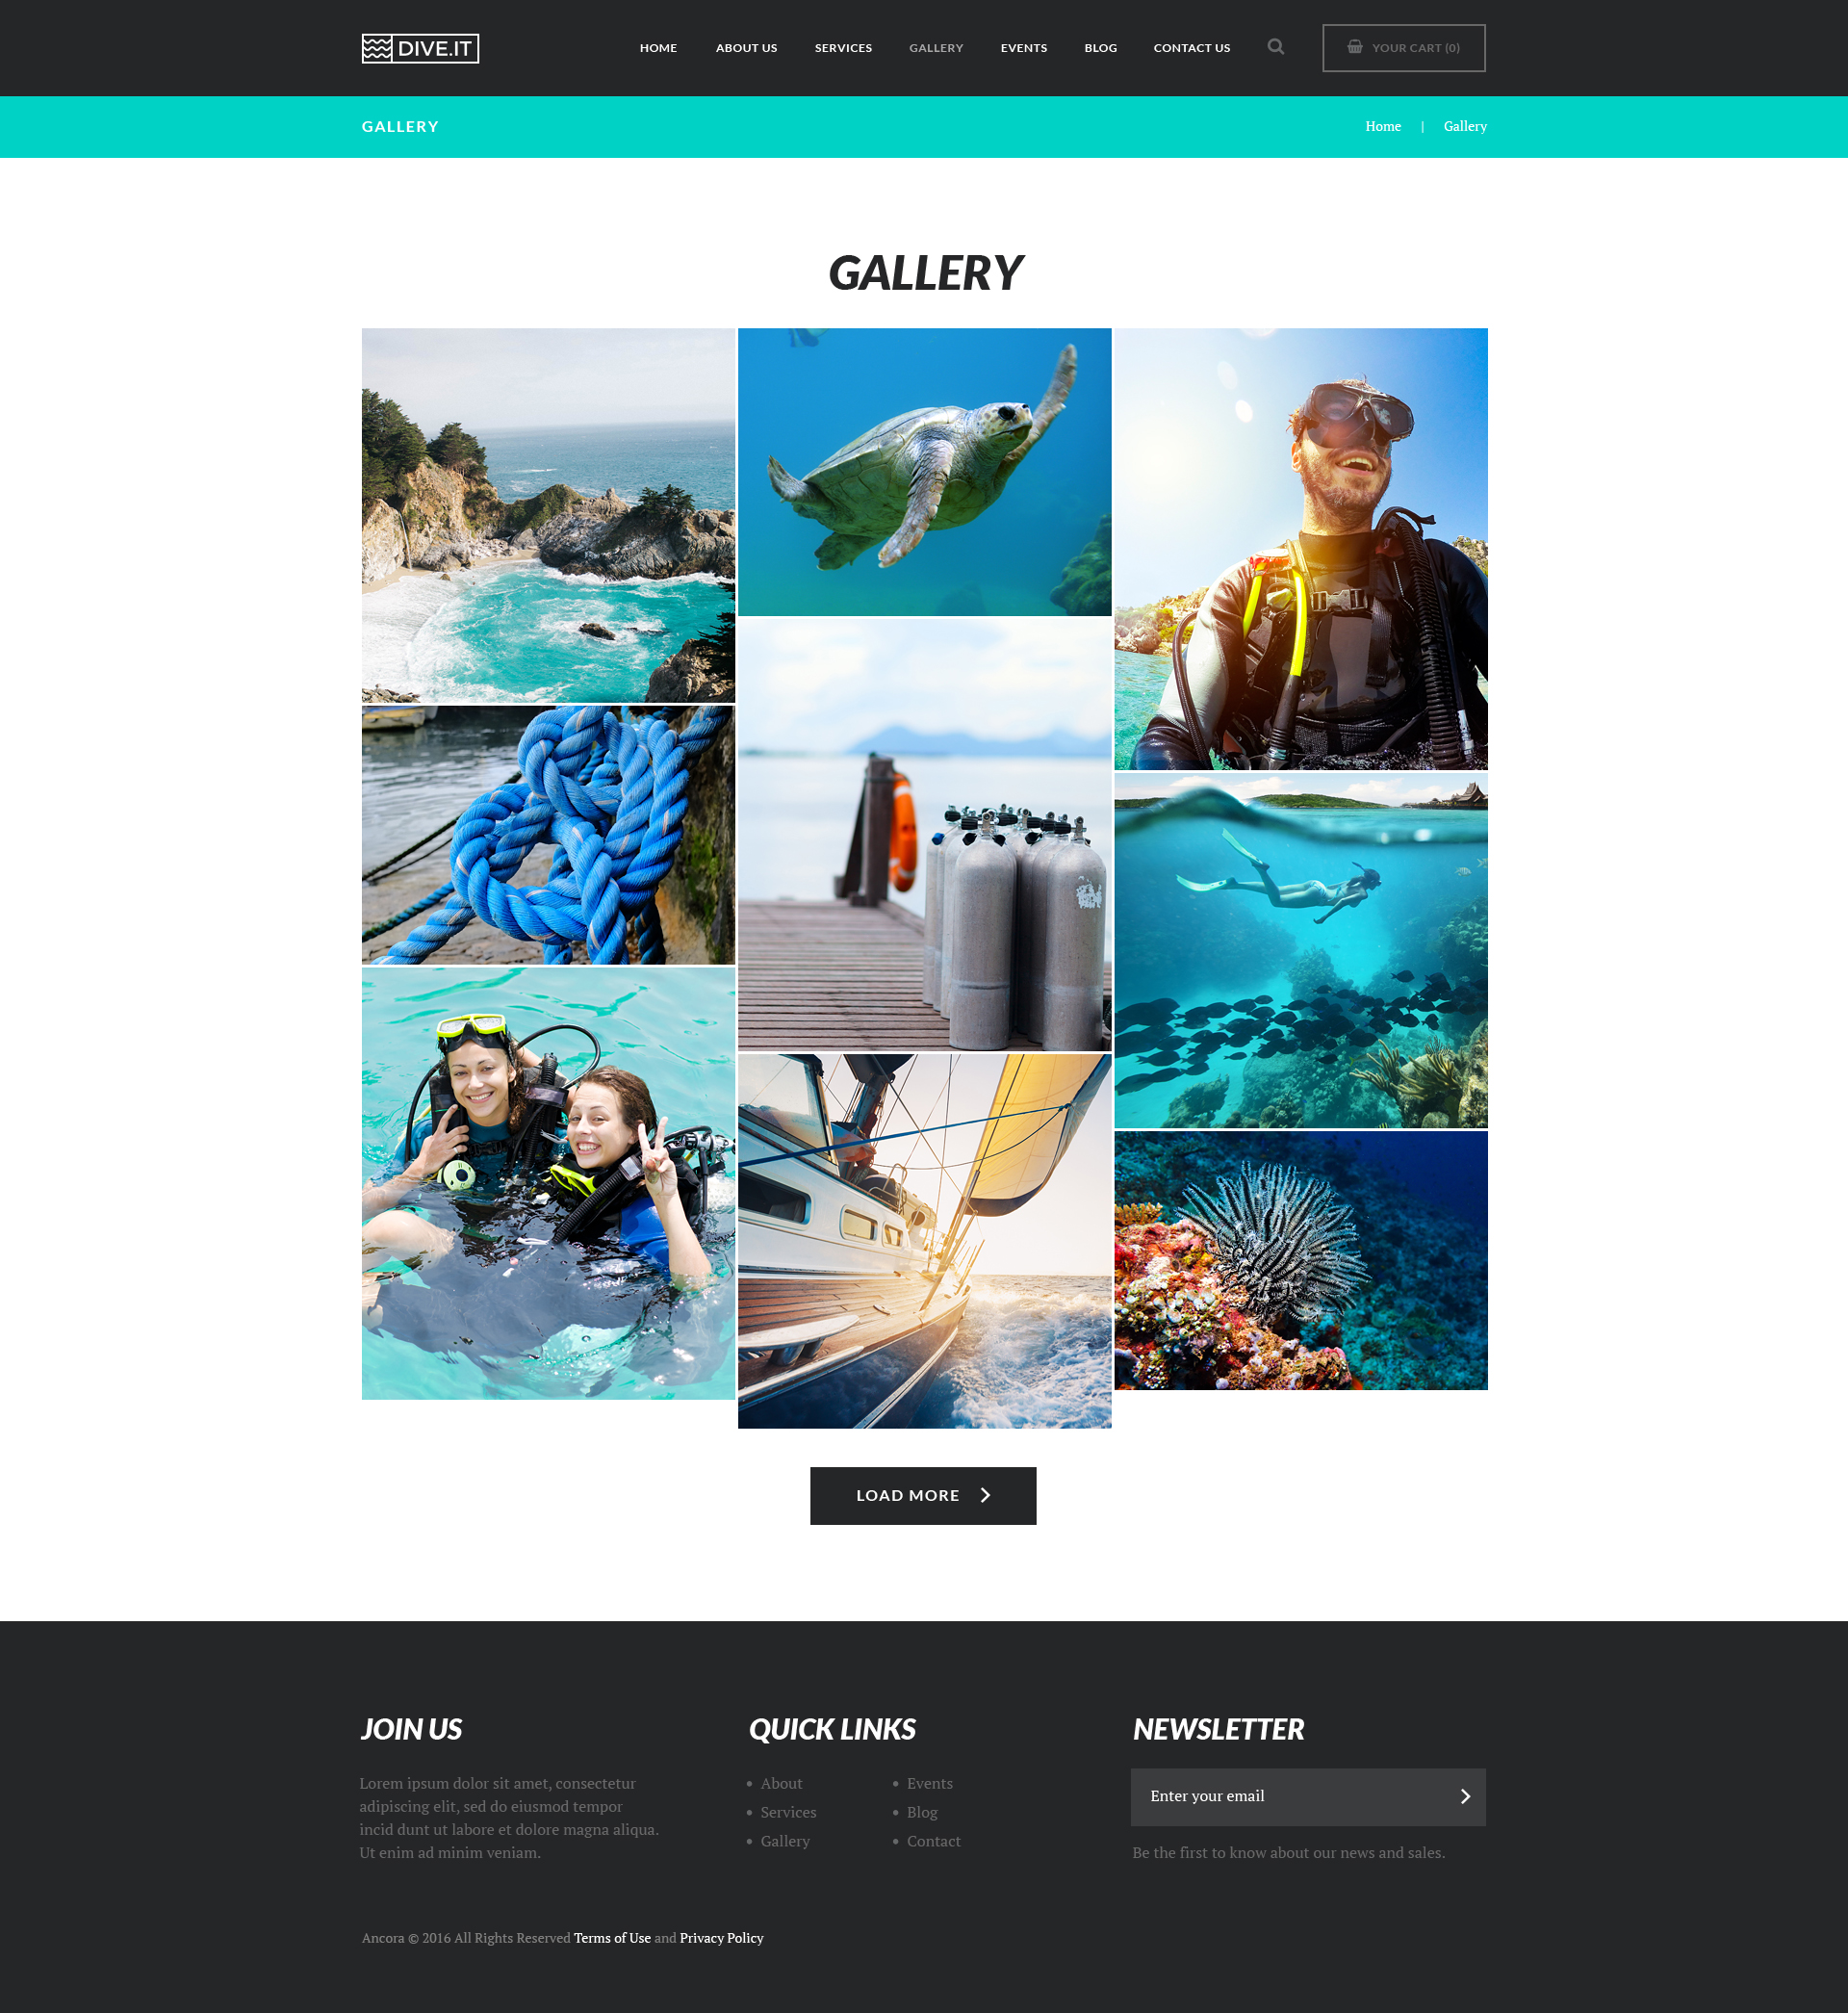 DIVE.IT
HOME ABOUT US SERVICES GALLERY EVENTS BLOG CONTACT US YOUR CART (0)
GALLERY
Home | Gallery
GALLERY
LOAD MORE
JOIN US
Lorem ipsum dolor sit amet, consectetur
adipiscing elit, sed do eiusmod tempor
incid dunt ut labore et dolore magna aliqua.
Ut enim ad minim veniam.
QUICK LINKS
• About
• Services
• Gallery
• Events
• Blog
• Contact
NEWSLETTER
Enter your email
Be the first to know about our news and sales.
Ancora © 2016 All Rights Reserved Terms of Use and Privacy Policy